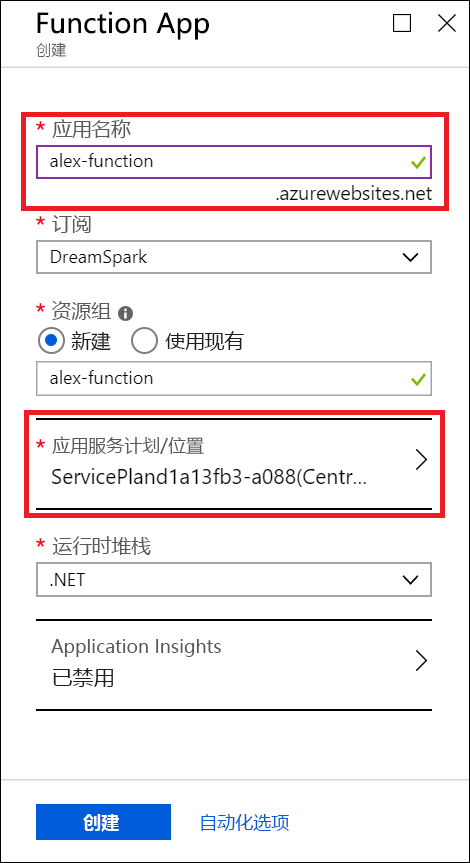 Function App
创建
* 应用名称
alex-function
.azurewebsites.net
* 订阅
DreamSpark
* 资源组
新建 使用现有
alex-function
* 应用服务计划/位置
ServicePland1a13fb3-a088(Centr...
* 运行时堆栈
.NET
Application Insights
已禁用
创建 自动化选项